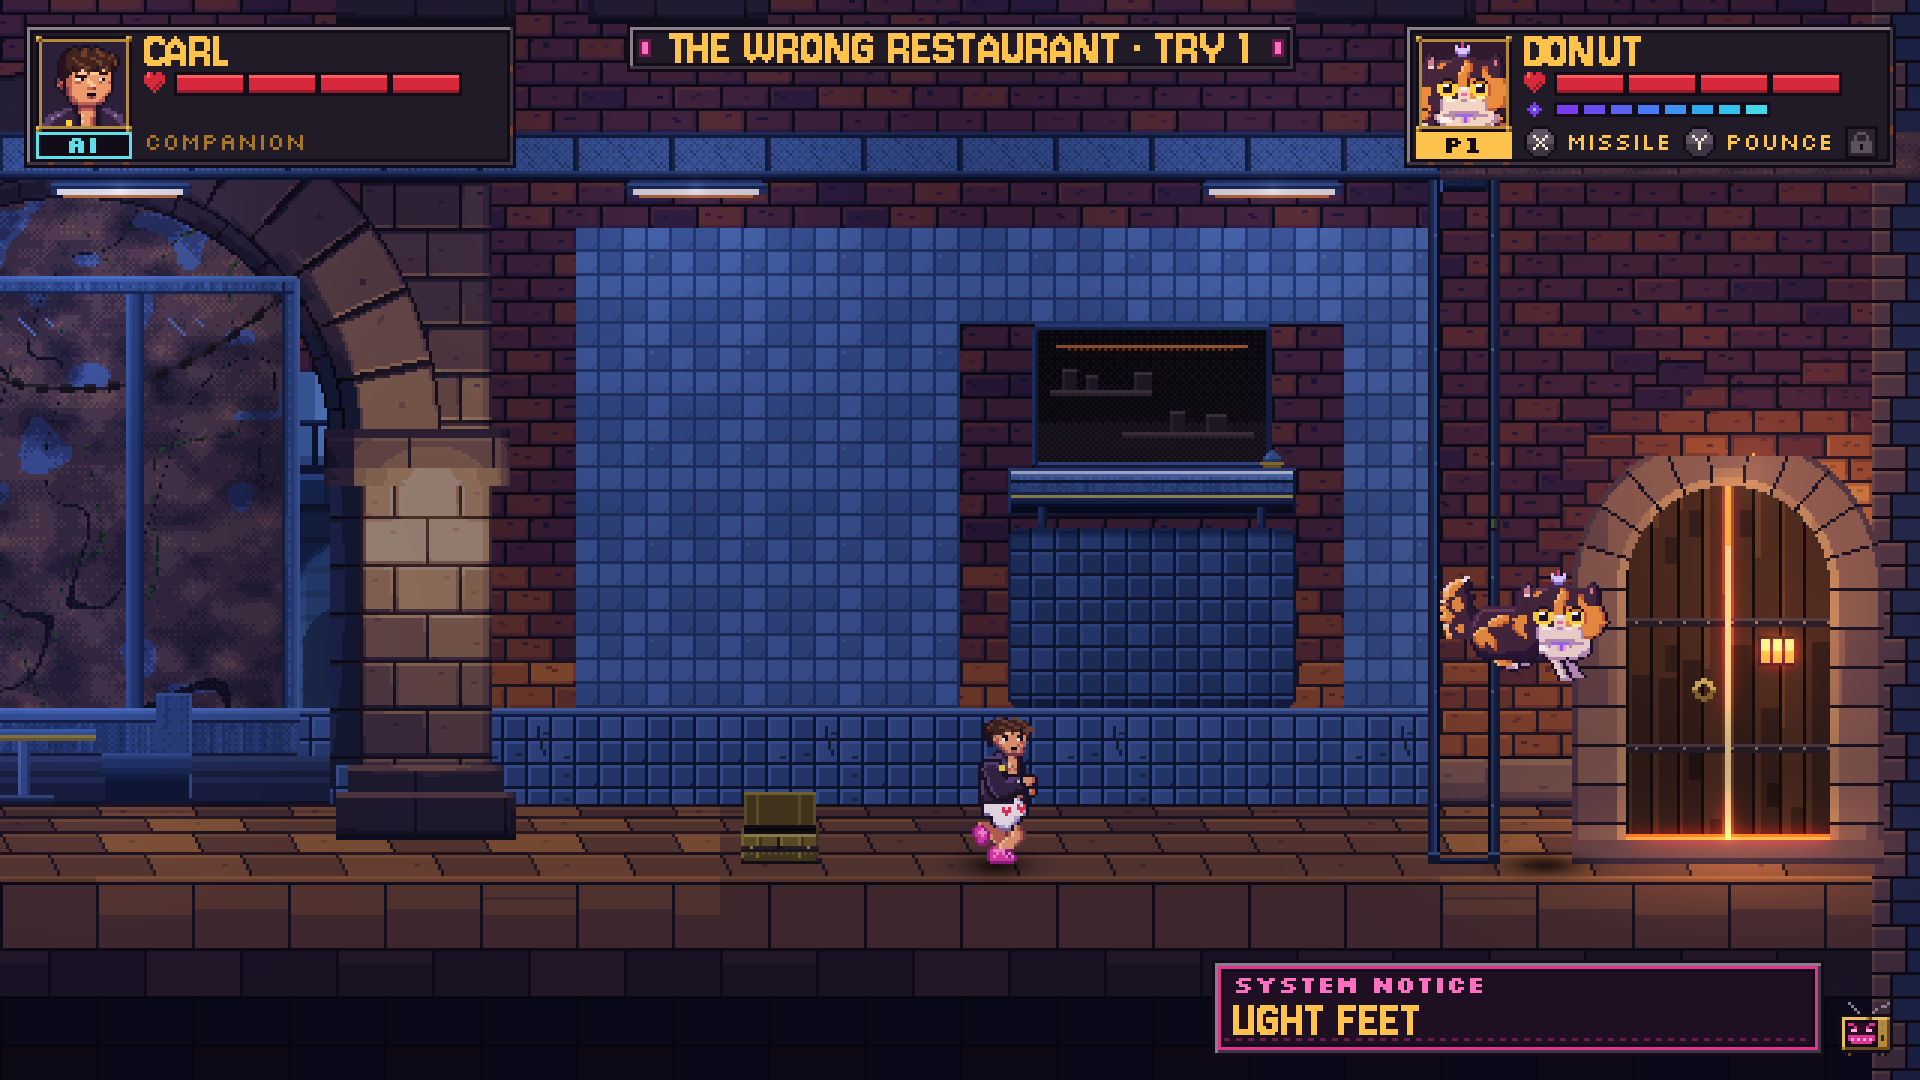 CARL
AI
COMPANION
THE WRONG RESTAURANT · TRY 1
DONUT
P1
X MISSILE Y POUNCE
SYSTEM NOTICE
LIGHT FEET